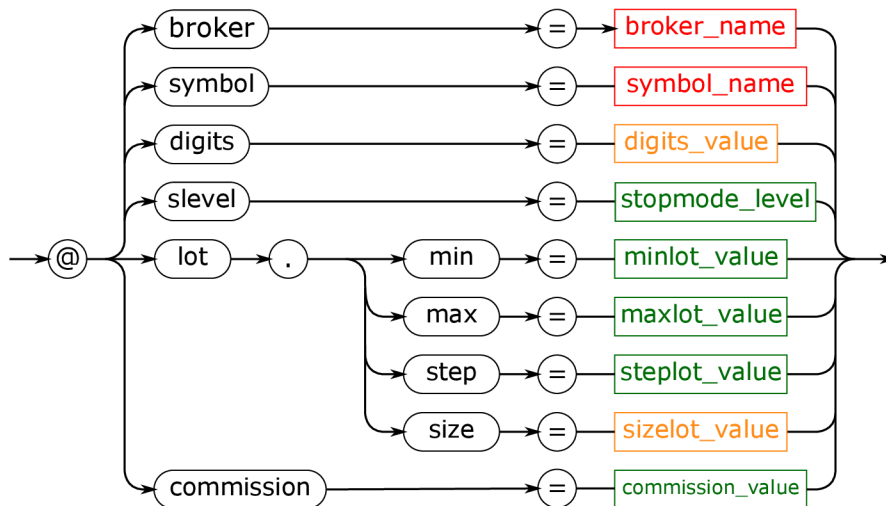 broker = broker_name
symbol = symbol_name
digits = digits_value
slevel = stopmode_level
@ lot . min = minlot_value
max = maxlot_value
step = steplot_value
size = sizelot_value
commission = commission_value